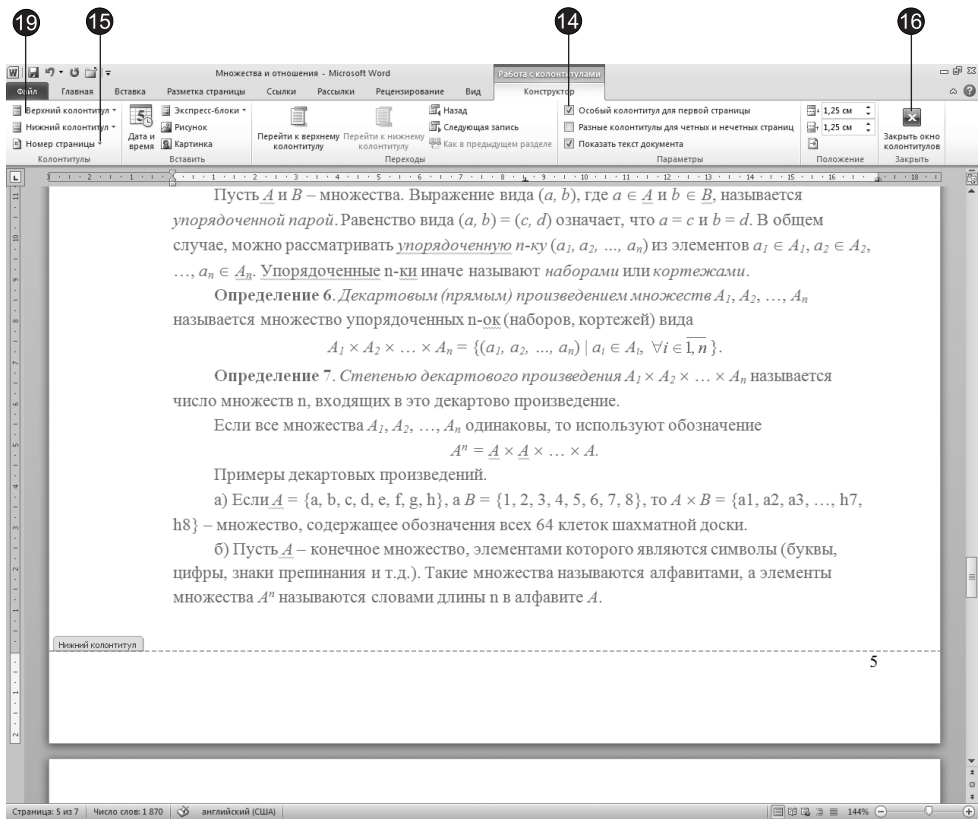 19 15 14 16
Множества и отношения - Microsoft Word
Работа с колонтитулами
Файл Главная Вставка Разметка страницы Ссылки Рассылки Рецензирование Вид Конструктор
Верхний колонтитул
Нижний колонтитул
Номер страницы
Колонтитулы
Дата и время
Экспресс-блоки
Рисунок
Картинка
Вставить
Перейти к верхнему колонтитулу
Перейти к нижнему колонтитулу
Назад
Следующая запись
Как в предыдущем разделе
Переходы
Особый колонтитул для первой страницы
Разные колонтитулы для четных и нечетных страниц
Показать текст документа
Параметры
1,25 см
1,25 см
Положение
Закрыть окно колонтитулов
Закрыть
Пусть A и B – множества. Выражение вида (a, b), где a ∈ A и b ∈ B, называется
упорядоченной парой. Равенство вида (a, b) = (c, d) означает, что a = c и b = d. В общем
случае, можно рассматривать упорядоченную n-ку (a₁, a₂, ..., aₙ) из элементов a₁ ∈ A₁, a₂ ∈ A₂,
…, aₙ ∈ Aₙ. Упорядоченные n-ки иначе называют наборами или кортежами.
Определение 6. Декартовым (прямым) произведением множеств A₁, A₂, …, Aₙ
называется множество упорядоченных n-ок (наборов, кортежей) вида
A₁ × A₂ × … × Aₙ = {(a₁, a₂, ..., aₙ) | aᵢ ∈ Aᵢ, ∀i ∈ 1, n }.
Определение 7. Степенью декартового произведения A₁ × A₂ × … × Aₙ называется
число множеств n, входящих в это декартово произведение.
Если все множества A₁, A₂, …, Aₙ одинаковы, то используют обозначение
Aⁿ = A × A × … × A.
Примеры декартовых произведений.
а) Если A = {a, b, c, d, e, f, g, h}, а B = {1, 2, 3, 4, 5, 6, 7, 8}, то A × B = {a1, a2, a3, …, h7,
h8} – множество, содержащее обозначения всех 64 клеток шахматной доски.
б) Пусть A – конечное множество, элементами которого являются символы (буквы,
цифры, знаки препинания и т.д.). Такие множества называются алфавитами, а элементы
множества Aⁿ называются словами длины n в алфавите A.
Нижний колонтитул
5
Страница: 5 из 7 Число слов: 1 870 английский (США) 144%